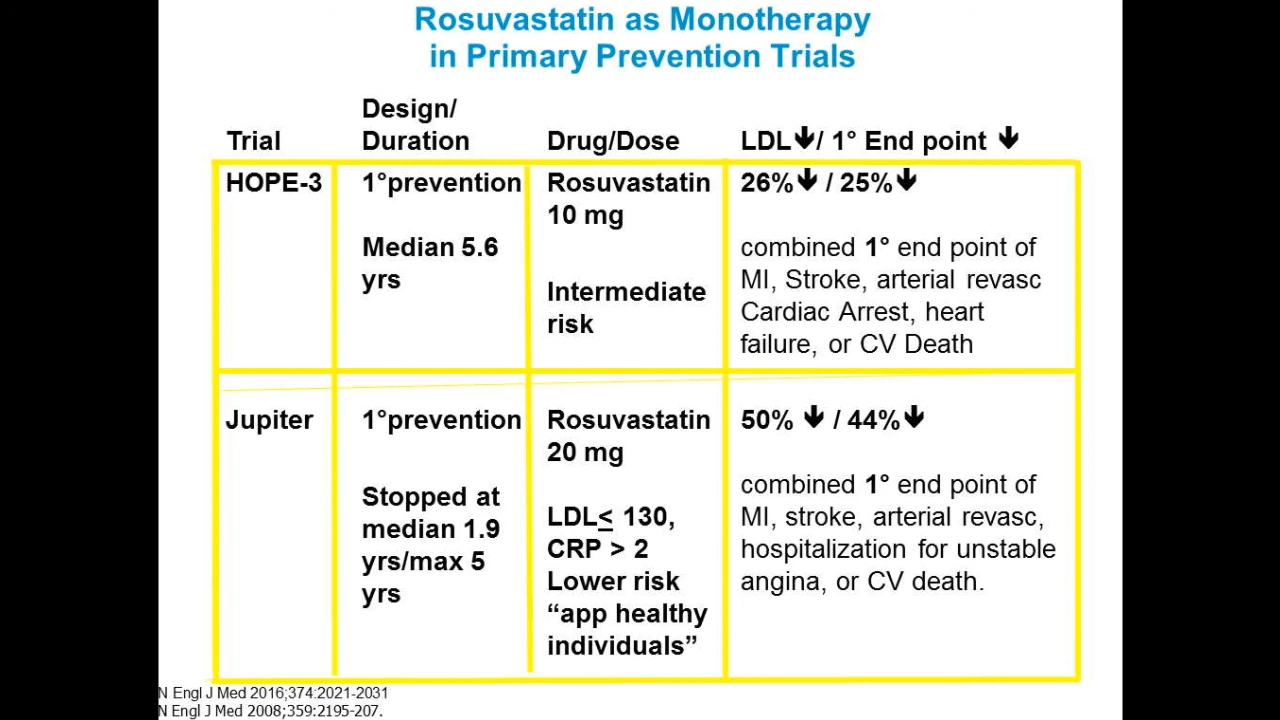 Rosuvastatin as Monotherapy
in Primary Prevention Trials
Trial
Design/
Duration
Drug/Dose
LDL🡻/ 1° End point 🡻
HOPE-3
1°prevention
Median 5.6
yrs
Rosuvastatin
10 mg
Intermediate
risk
26%🡻 / 25%🡻
combined 1° end point of
MI, Stroke, arterial revasc
Cardiac Arrest, heart
failure, or CV Death
Jupiter
1°prevention
Stopped at
median 1.9
yrs/max 5
yrs
Rosuvastatin
20 mg
LDL≤ 130,
CRP > 2
Lower risk
“app healthy
individuals”
50% 🡻 / 44%🡻
combined 1° end point of
MI, stroke, arterial revasc,
hospitalization for unstable
angina, or CV death.
N Engl J Med 2016;374:2021-2031
N Engl J Med 2008;359:2195-207.